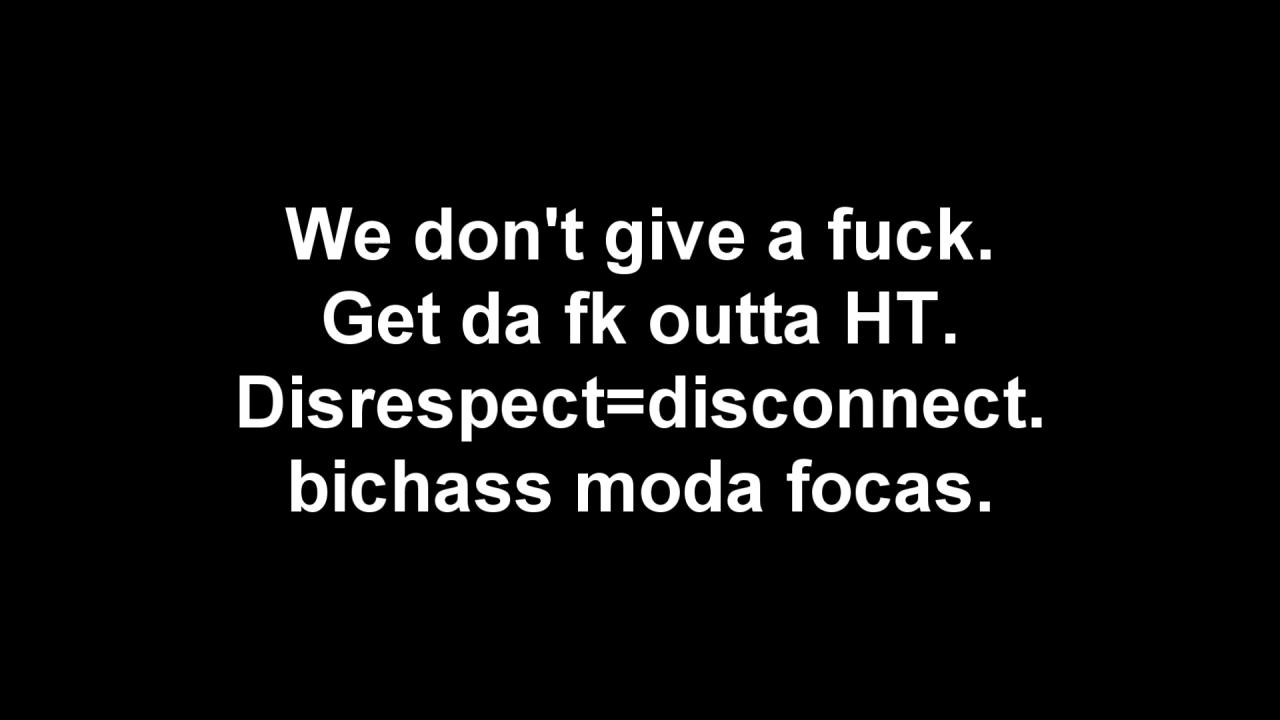 We don't give a fuck.
Get da fk outta HT.
Disrespect=disconnect.
bichass moda focas.